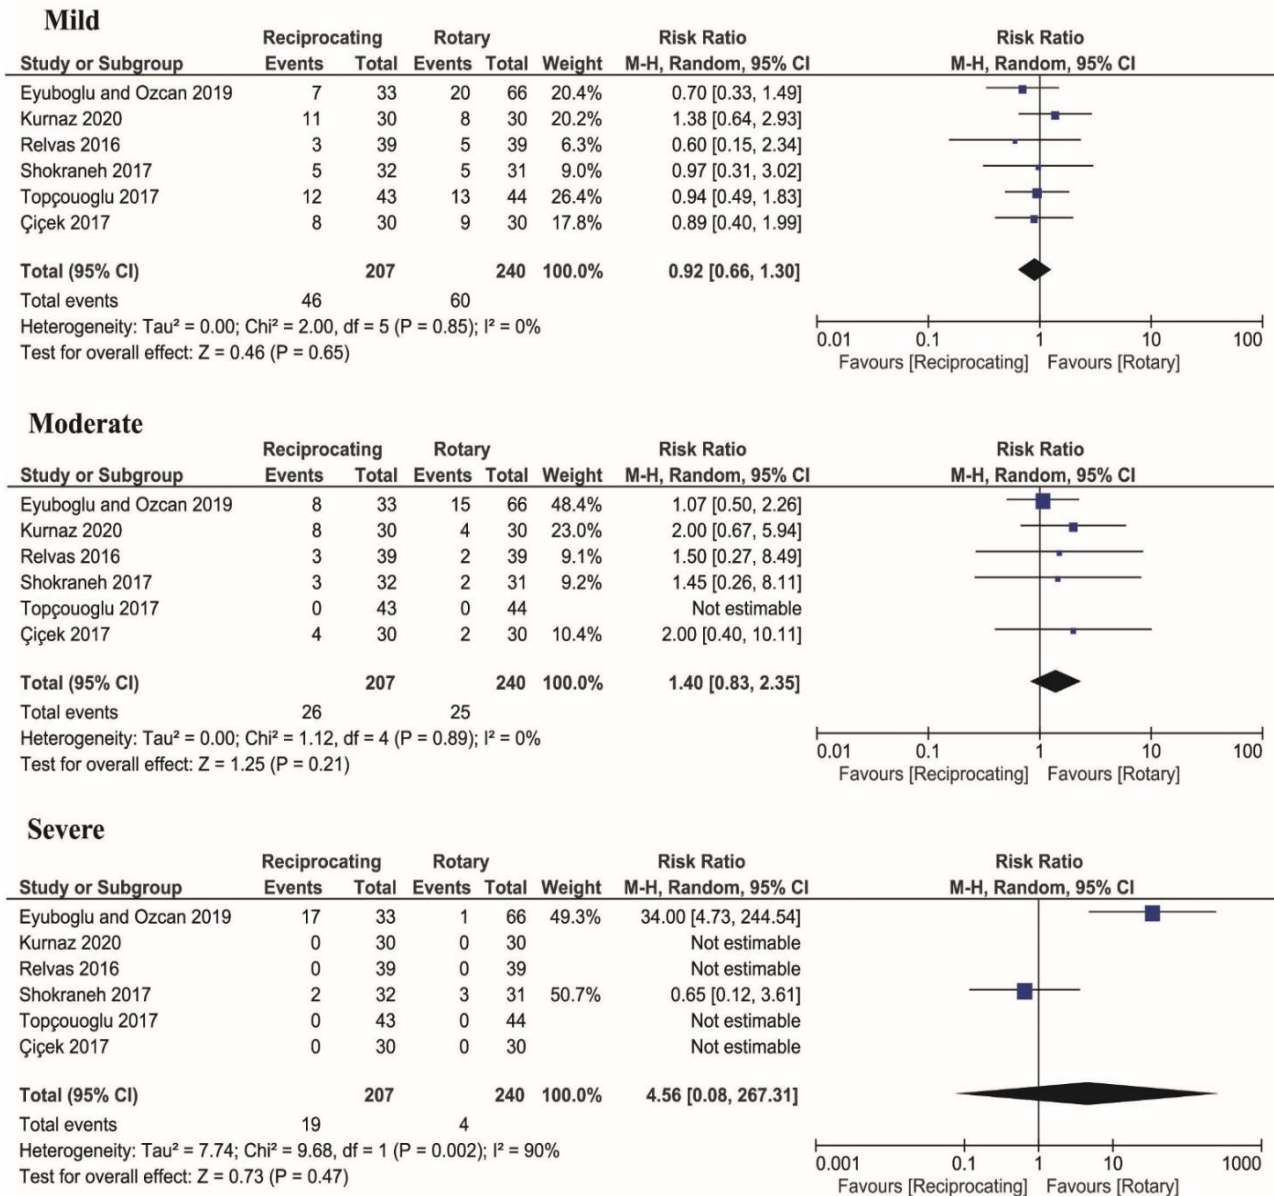 Mild
Reciprocating Rotary Risk Ratio Risk Ratio
Study or Subgroup Events Total Events Total Weight M-H, Random, 95% CI M-H, Random, 95% CI
Eyuboglu and Ozcan 2019 7 33 20 66 20.4% 0.70 [0.33, 1.49]
Kurnaz 2020 11 30 8 30 20.2% 1.38 [0.64, 2.93]
Relvas 2016 3 39 5 39 6.3% 0.60 [0.15, 2.34]
Shokraneh 2017 5 32 5 31 9.0% 0.97 [0.31, 3.02]
Topçouoglu 2017 12 43 13 44 26.4% 0.94 [0.49, 1.83]
Çiçek 2017 8 30 9 30 17.8% 0.89 [0.40, 1.99]
Total (95% CI) 207 240 100.0% 0.92 [0.66, 1.30]
Total events 46 60
Heterogeneity: Tau² = 0.00; Chi² = 2.00, df = 5 (P = 0.85); I² = 0%
Test for overall effect: Z = 0.46 (P = 0.65)
0.01 0.1 1 10 100
Favours [Reciprocating] Favours [Rotary]
Moderate
Reciprocating Rotary Risk Ratio Risk Ratio
Study or Subgroup Events Total Events Total Weight M-H, Random, 95% CI M-H, Random, 95% CI
Eyuboglu and Ozcan 2019 8 33 15 66 48.4% 1.07 [0.50, 2.26]
Kurnaz 2020 8 30 4 30 23.0% 2.00 [0.67, 5.94]
Relvas 2016 3 39 2 39 9.1% 1.50 [0.27, 8.49]
Shokraneh 2017 3 32 2 31 9.2% 1.45 [0.26, 8.11]
Topçouoglu 2017 0 43 0 44 Not estimable
Çiçek 2017 4 30 2 30 10.4% 2.00 [0.40, 10.11]
Total (95% CI) 207 240 100.0% 1.40 [0.83, 2.35]
Total events 26 25
Heterogeneity: Tau² = 0.00; Chi² = 1.12, df = 4 (P = 0.89); I² = 0%
Test for overall effect: Z = 1.25 (P = 0.21)
0.01 0.1 1 10 100
Favours [Reciprocating] Favours [Rotary]
Severe
Reciprocating Rotary Risk Ratio Risk Ratio
Study or Subgroup Events Total Events Total Weight M-H, Random, 95% CI M-H, Random, 95% CI
Eyuboglu and Ozcan 2019 17 33 1 66 49.3% 34.00 [4.73, 244.54]
Kurnaz 2020 0 30 0 30 Not estimable
Relvas 2016 0 39 0 39 Not estimable
Shokraneh 2017 2 32 3 31 50.7% 0.65 [0.12, 3.61]
Topçouoglu 2017 0 43 0 44 Not estimable
Çiçek 2017 0 30 0 30 Not estimable
Total (95% CI) 207 240 100.0% 4.56 [0.08, 267.31]
Total events 19 4
Heterogeneity: Tau² = 7.74; Chi² = 9.68, df = 1 (P = 0.002); I² = 90%
Test for overall effect: Z = 0.73 (P = 0.47)
0.001 0.1 1 10 1000
Favours [Reciprocating] Favours [Rotary]